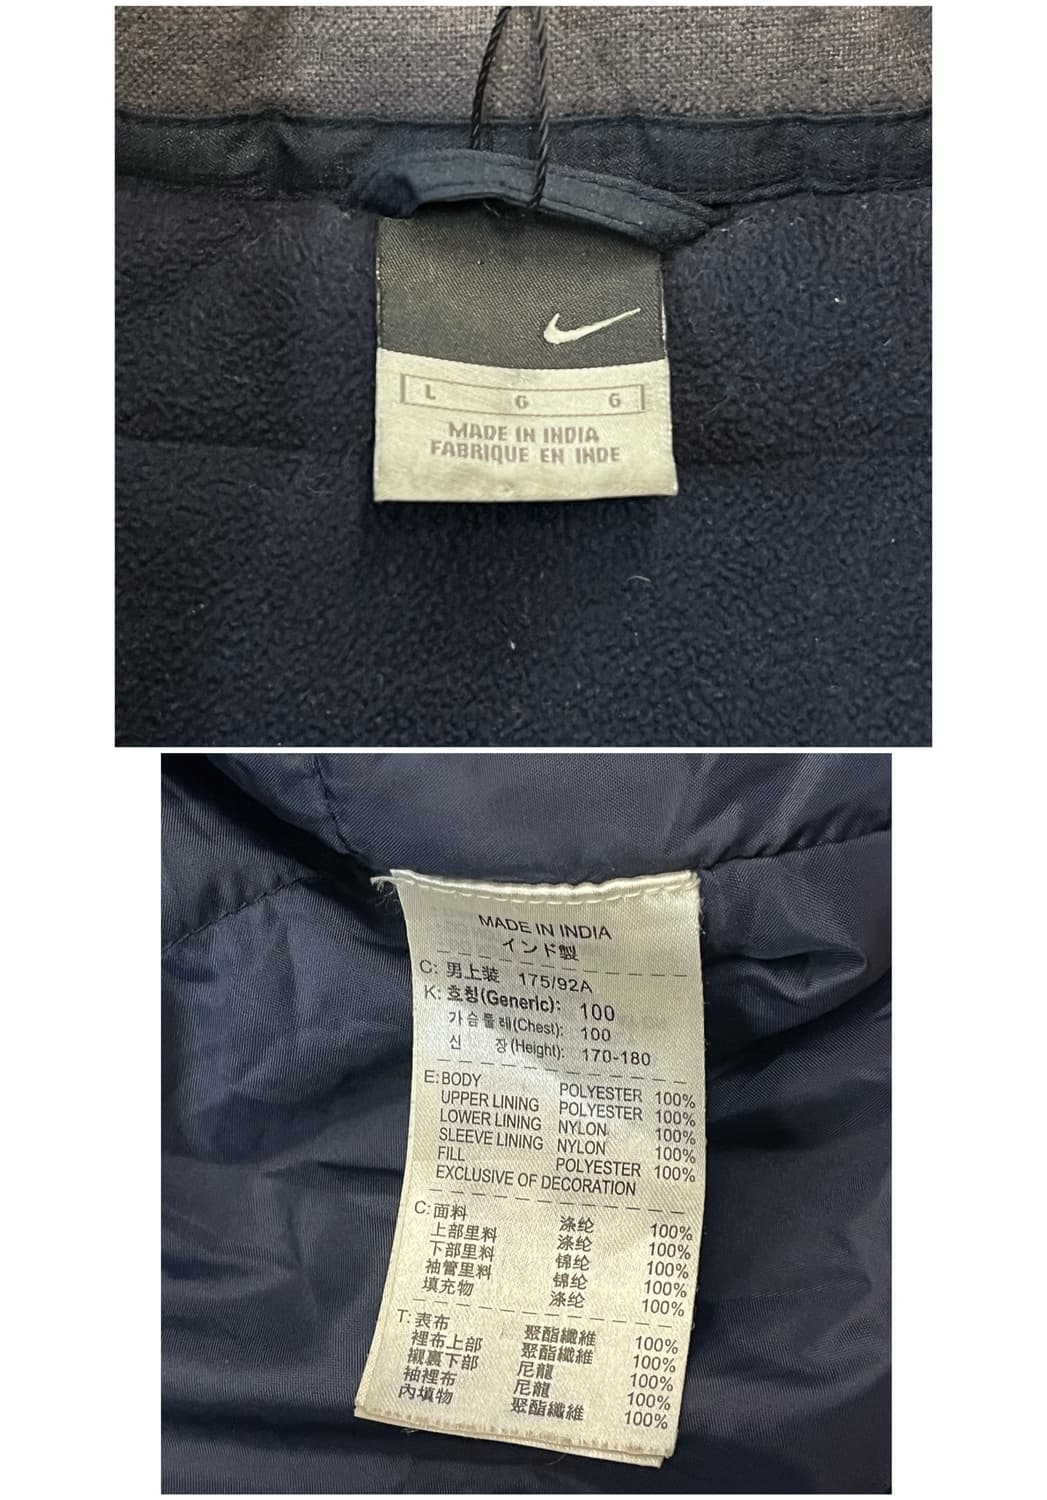 L G G
MADE IN INDIA
FABRIQUE EN INDE
MADE IN INDIA
インド製
C: 男上装 175/92A
K: 호칭(Generic): 100
가슴둘레(Chest): 100
신 장(Height): 170-180
E: BODY POLYESTER 100%
UPPER LINING POLYESTER 100%
LOWER LINING NYLON 100%
SLEEVE LINING NYLON 100%
FILL POLYESTER 100%
EXCLUSIVE OF DECORATION
C: 面料 涤纶 100%
上部里料 涤纶 100%
下部里料 锦纶 100%
袖管里料 锦纶 100%
填充物 涤纶 100%
T: 表布 聚酯纖維 100%
裡布上部 聚酯纖維 100%
襯裏下部 尼龍 100%
袖裡布 尼龍 100%
內填物 聚酯纖維 100%